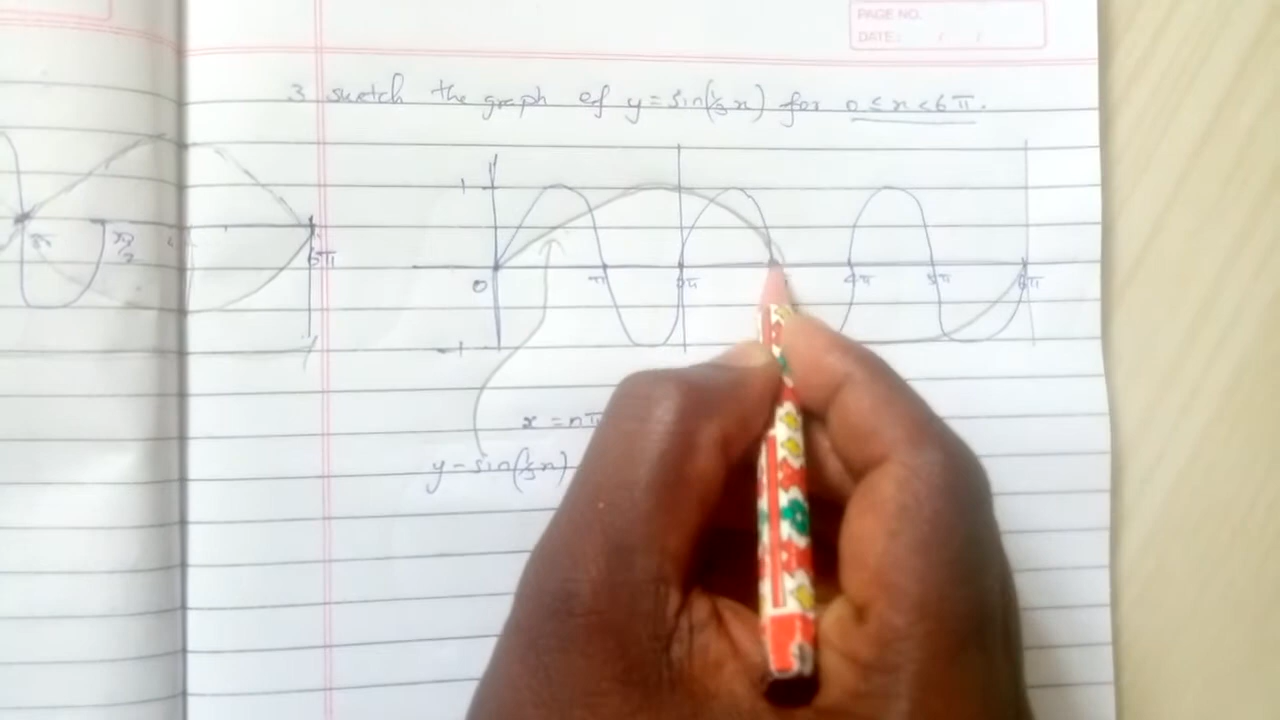 PAGE NO.
DATE: / /
3 sketch the graph of y = sin(⅓x) for 0 ≤ x < 6π.
1
π
π/2
6π
0
π
2π
4π
5π
6π
-1
x = nπ
y = sin(⅓x)